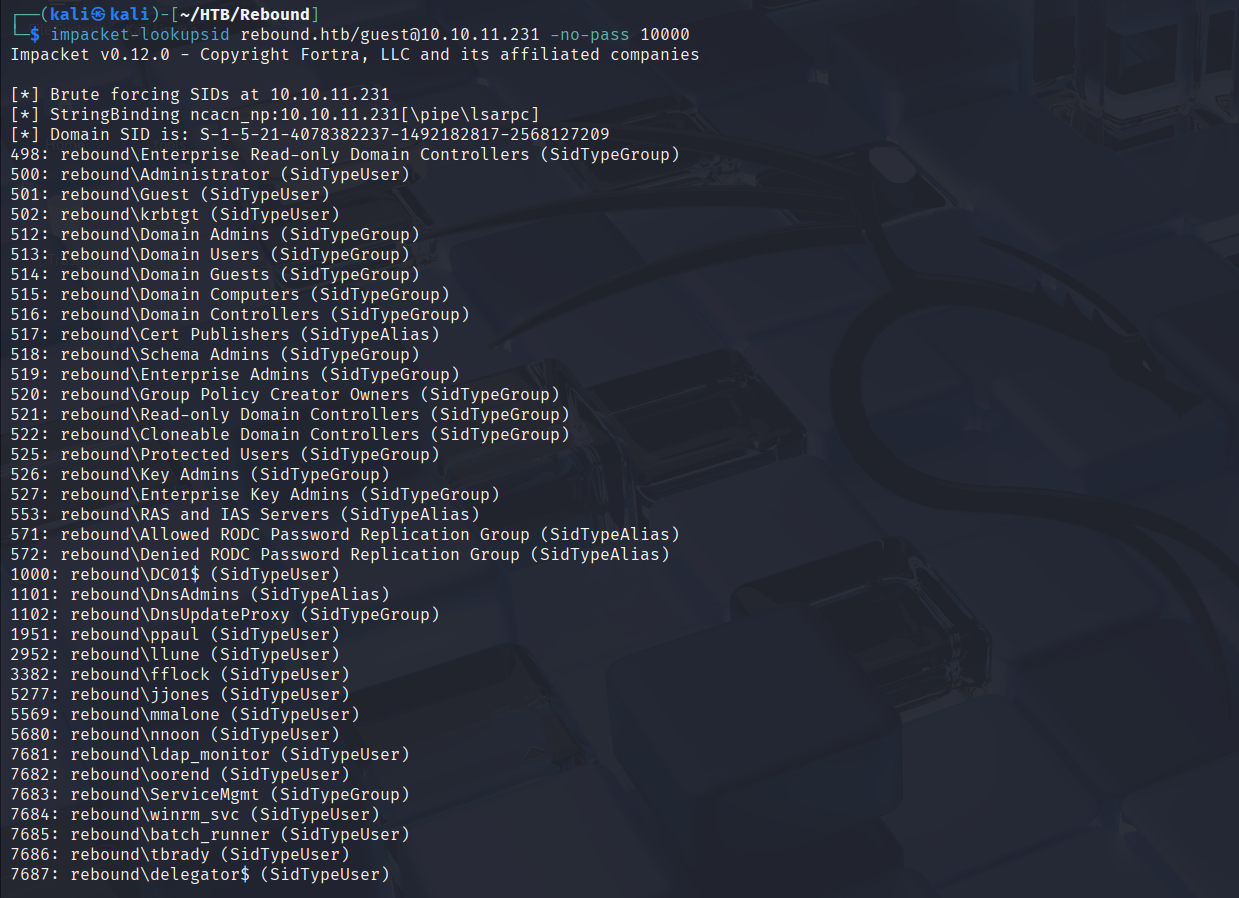 ┌──(kali㉿kali)-[~/HTB/Rebound]
└─$ impacket-lookupsid rebound.htb/guest@10.10.11.231 -no-pass 10000
Impacket v0.12.0 - Copyright Fortra, LLC and its affiliated companies

[*] Brute forcing SIDs at 10.10.11.231
[*] StringBinding ncacn_np:10.10.11.231[\pipe\lsarpc]
[*] Domain SID is: S-1-5-21-4078382237-1492182817-2568127209
498: rebound\Enterprise Read-only Domain Controllers (SidTypeGroup)
500: rebound\Administrator (SidTypeUser)
501: rebound\Guest (SidTypeUser)
502: rebound\krbtgt (SidTypeUser)
512: rebound\Domain Admins (SidTypeGroup)
513: rebound\Domain Users (SidTypeGroup)
514: rebound\Domain Guests (SidTypeGroup)
515: rebound\Domain Computers (SidTypeGroup)
516: rebound\Domain Controllers (SidTypeGroup)
517: rebound\Cert Publishers (SidTypeAlias)
518: rebound\Schema Admins (SidTypeGroup)
519: rebound\Enterprise Admins (SidTypeGroup)
520: rebound\Group Policy Creator Owners (SidTypeGroup)
521: rebound\Read-only Domain Controllers (SidTypeGroup)
522: rebound\Cloneable Domain Controllers (SidTypeGroup)
525: rebound\Protected Users (SidTypeGroup)
526: rebound\Key Admins (SidTypeGroup)
527: rebound\Enterprise Key Admins (SidTypeGroup)
553: rebound\RAS and IAS Servers (SidTypeAlias)
571: rebound\Allowed RODC Password Replication Group (SidTypeAlias)
572: rebound\Denied RODC Password Replication Group (SidTypeAlias)
1000: rebound\DC01$ (SidTypeUser)
1101: rebound\DnsAdmins (SidTypeAlias)
1102: rebound\DnsUpdateProxy (SidTypeGroup)
1951: rebound\ppaul (SidTypeUser)
2952: rebound\llune (SidTypeUser)
3382: rebound\fflock (SidTypeUser)
5277: rebound\jjones (SidTypeUser)
5569: rebound\mmalone (SidTypeUser)
5680: rebound\nnoon (SidTypeUser)
7681: rebound\ldap_monitor (SidTypeUser)
7682: rebound\oorend (SidTypeUser)
7683: rebound\ServiceMgmt (SidTypeGroup)
7684: rebound\winrm_svc (SidTypeUser)
7685: rebound\batch_runner (SidTypeUser)
7686: rebound\tbrady (SidTypeUser)
7687: rebound\delegator$ (SidTypeUser)